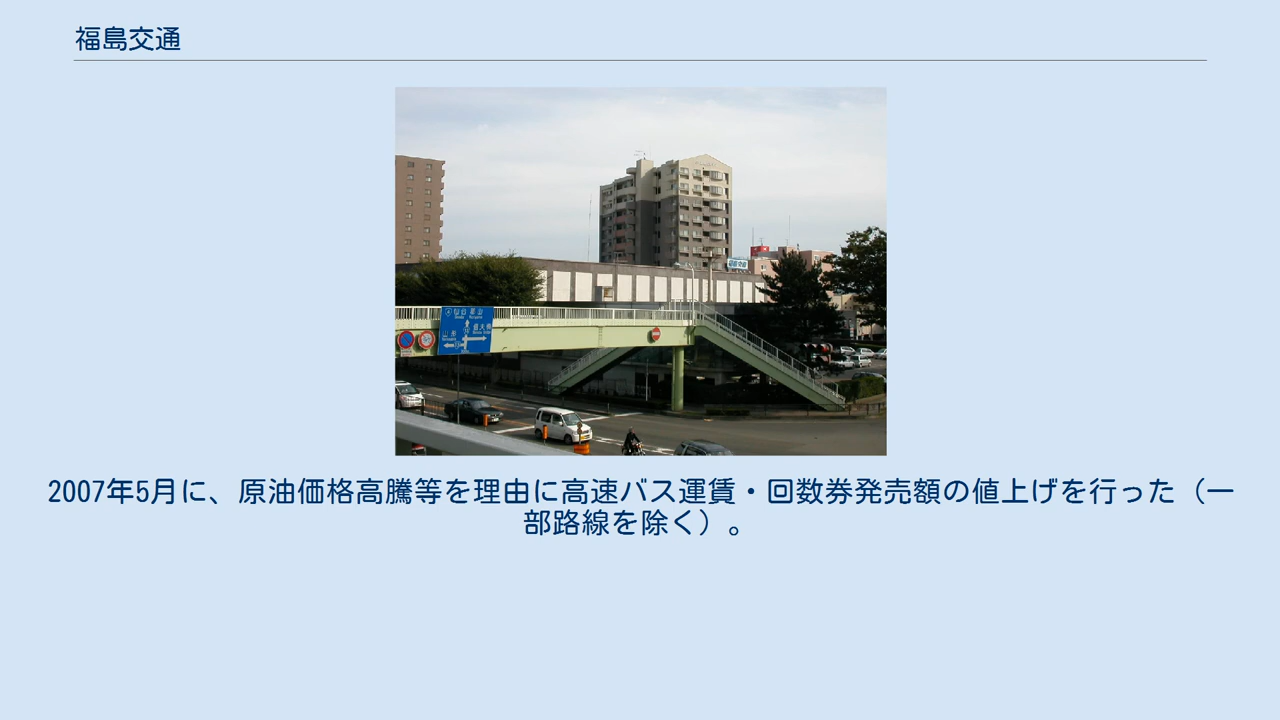 福島交通
山形
2007年5月に、原油価格高騰等を理由に高速バス運賃・回数券発売額の値上げを行った（一
部路線を除く）。